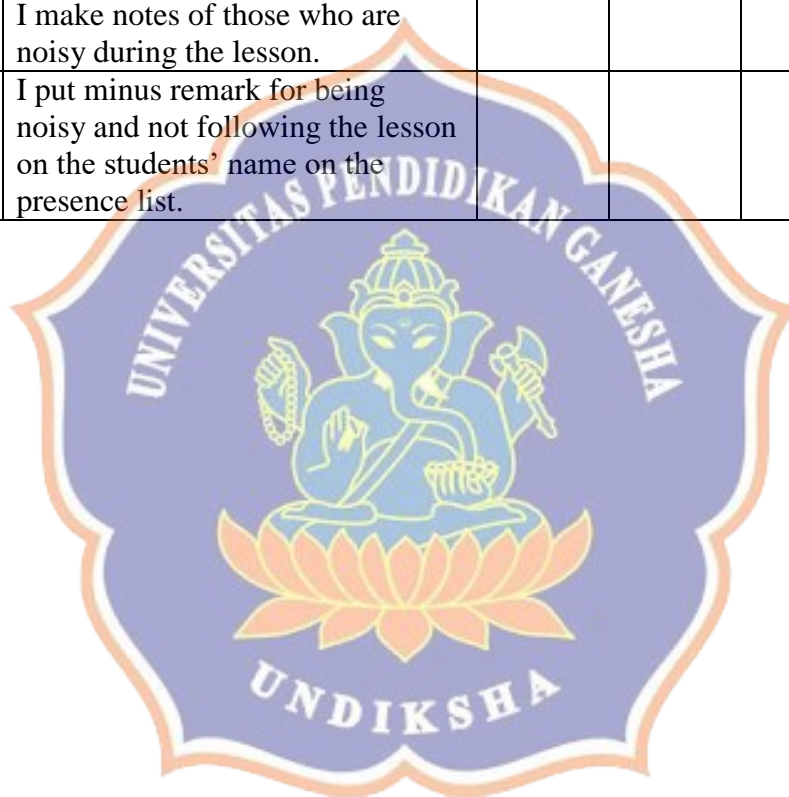 I make notes of those who are
noisy during the lesson.
I put minus remark for being
noisy and not following the lesson
on the students’ name on the
presence list.
UNIVERSITAS PENDIDIKAN GANESHA
UNDIKSHA